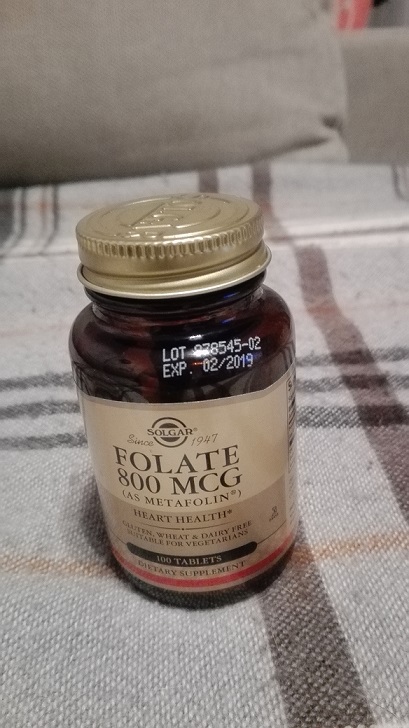 LOT 978545-02
EXP: 02/2019
SOLGAR®
Since 1947
FOLATE
800 MCG
(AS METAFOLIN®)
HEART HEALTH*
GLUTEN, WHEAT & DAIRY FREE
SUITABLE FOR VEGETARIANS
100 TABLETS
DIETARY SUPPLEMENT